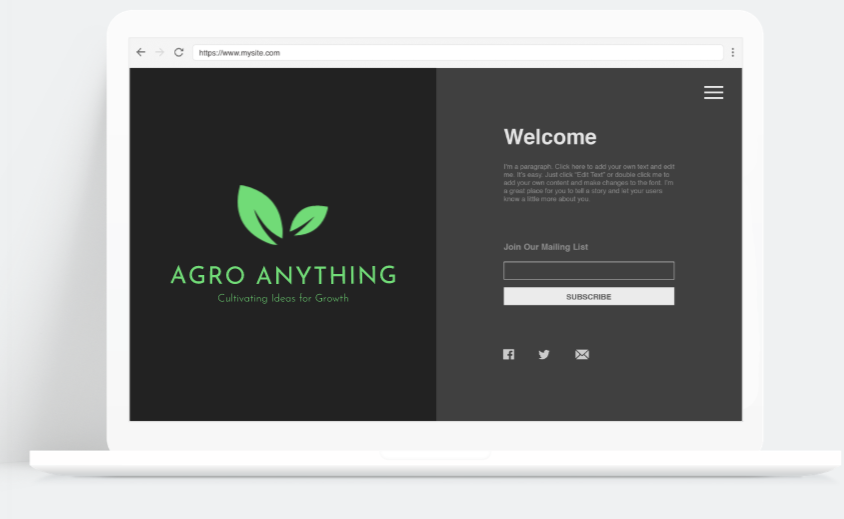 https://www.mysite.com
AGRO ANYTHING
Cultivating Ideas for Growth
Welcome
I'm a paragraph. Click here to add your own text and edit
me. It's easy. Just click "Edit Text" or double click me to
add your own content and make changes to the font. I'm
a great place for you to tell a story and let your users
know a little more about you.
Join Our Mailing List
SUBSCRIBE